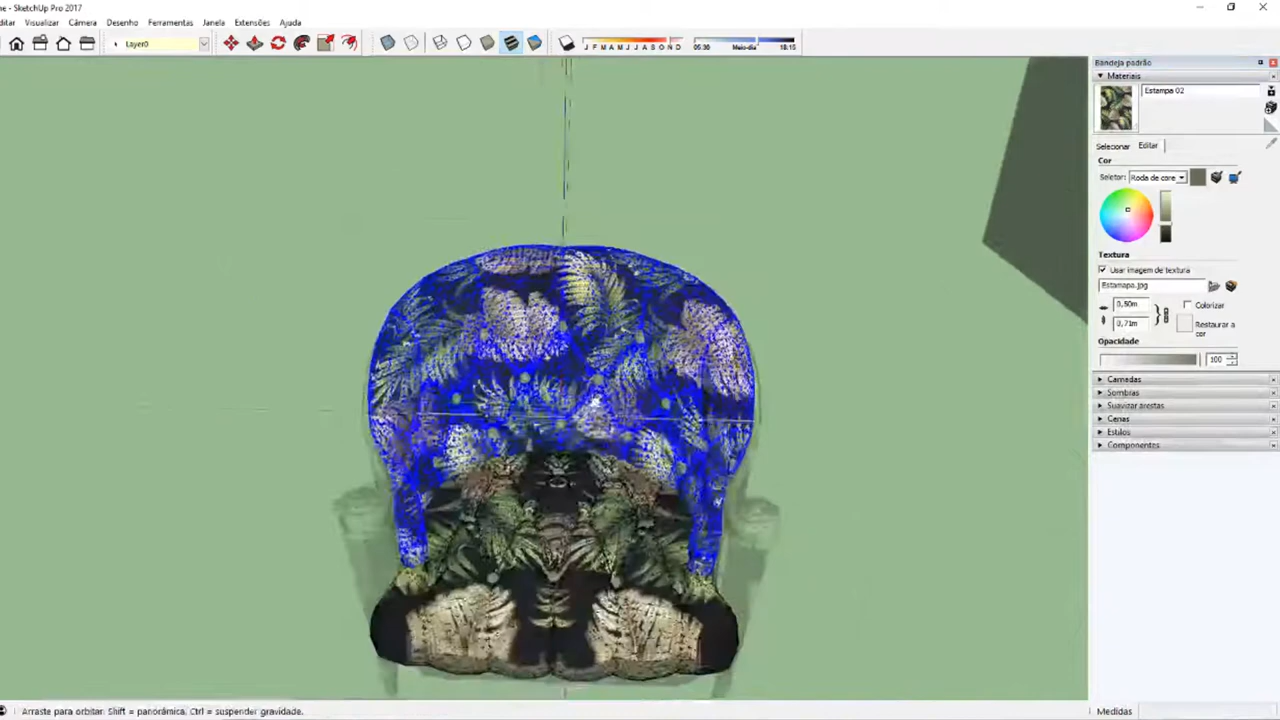 ne - SketchUp Pro 2017
ditar Visualizar Câmera Desenho Ferramentas Janela Extensões Ajuda
Layer0
J F M A M J J A S O N D 05:30 Meio-dia 18:15
Bandeja padrão
Materiais
Estampa 02
Selecionar Editar
Cor
Seletor: Roda de core
Textura
Usar imagem de textura
Estamapa.jpg
0,50m Colorizar
0,71m Restaurar a cor
Opacidade
100
Camadas
Sombras
Suavizar arestas
Cenas
Estilos
Componentes
Arraste para orbitar. Shift = panorâmica, Ctrl = suspender gravidade.
Medidas